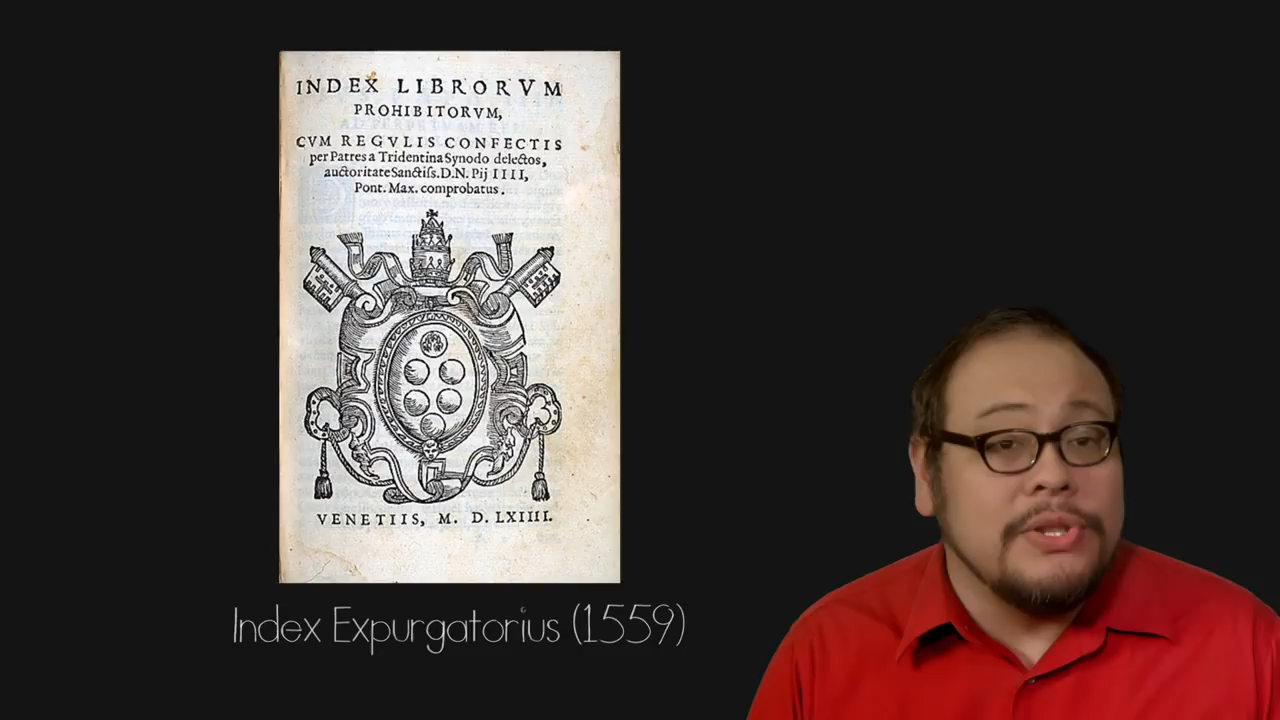 INDEX LIBRORVM
PROHIBITORVM,
CVM REGVLIS CONFECTIS
per Patres a Tridentina Synodo delectos,
auctoritate Sanctiss. D. N. Pij IIII,
Pont. Max. comprobatus.
VENETIIS, M. D. LXIIII.
Index Expurgatorius (1559)